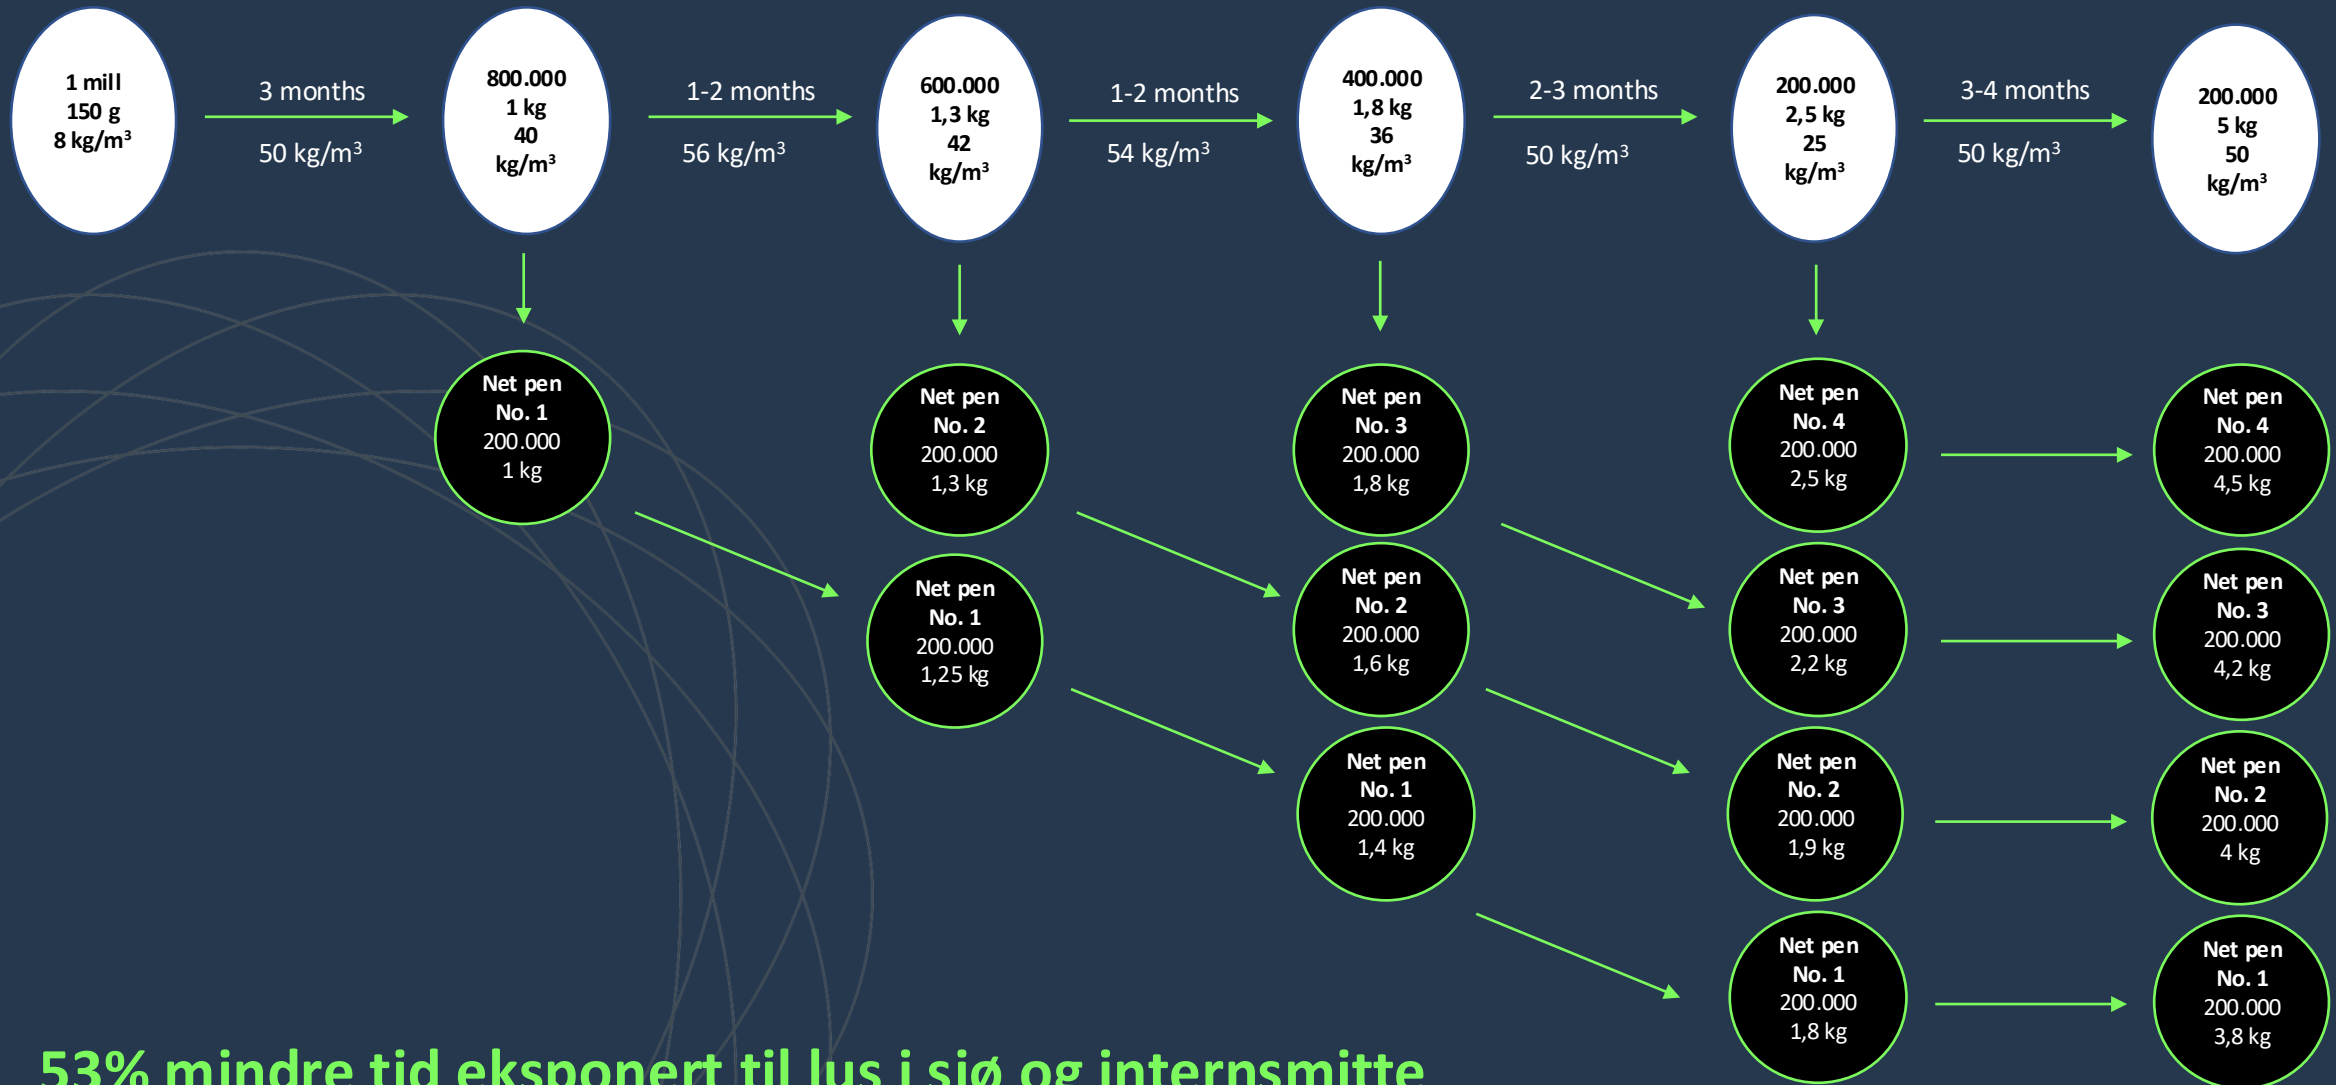 1 mill
150 g
8 kg/m³
3 months
50 kg/m³
800.000
1 kg
40
kg/m³
1-2 months
56 kg/m³
600.000
1,3 kg
42
kg/m³
1-2 months
54 kg/m³
400.000
1,8 kg
36
kg/m³
2-3 months
50 kg/m³
200.000
2,5 kg
25
kg/m³
3-4 months
50 kg/m³
200.000
5 kg
50
kg/m³
Net pen
No. 1
200.000
1 kg
Net pen
No. 2
200.000
1,3 kg
Net pen
No. 3
200.000
1,8 kg
Net pen
No. 4
200.000
2,5 kg
Net pen
No. 4
200.000
4,5 kg
Net pen
No. 1
200.000
1,25 kg
Net pen
No. 2
200.000
1,6 kg
Net pen
No. 3
200.000
2,2 kg
Net pen
No. 3
200.000
4,2 kg
Net pen
No. 1
200.000
1,4 kg
Net pen
No. 2
200.000
1,9 kg
Net pen
No. 2
200.000
4 kg
Net pen
No. 1
200.000
1,8 kg
Net pen
No. 1
200.000
3,8 kg
53% mindre tid eksponert til lus i sjø og internsmitte